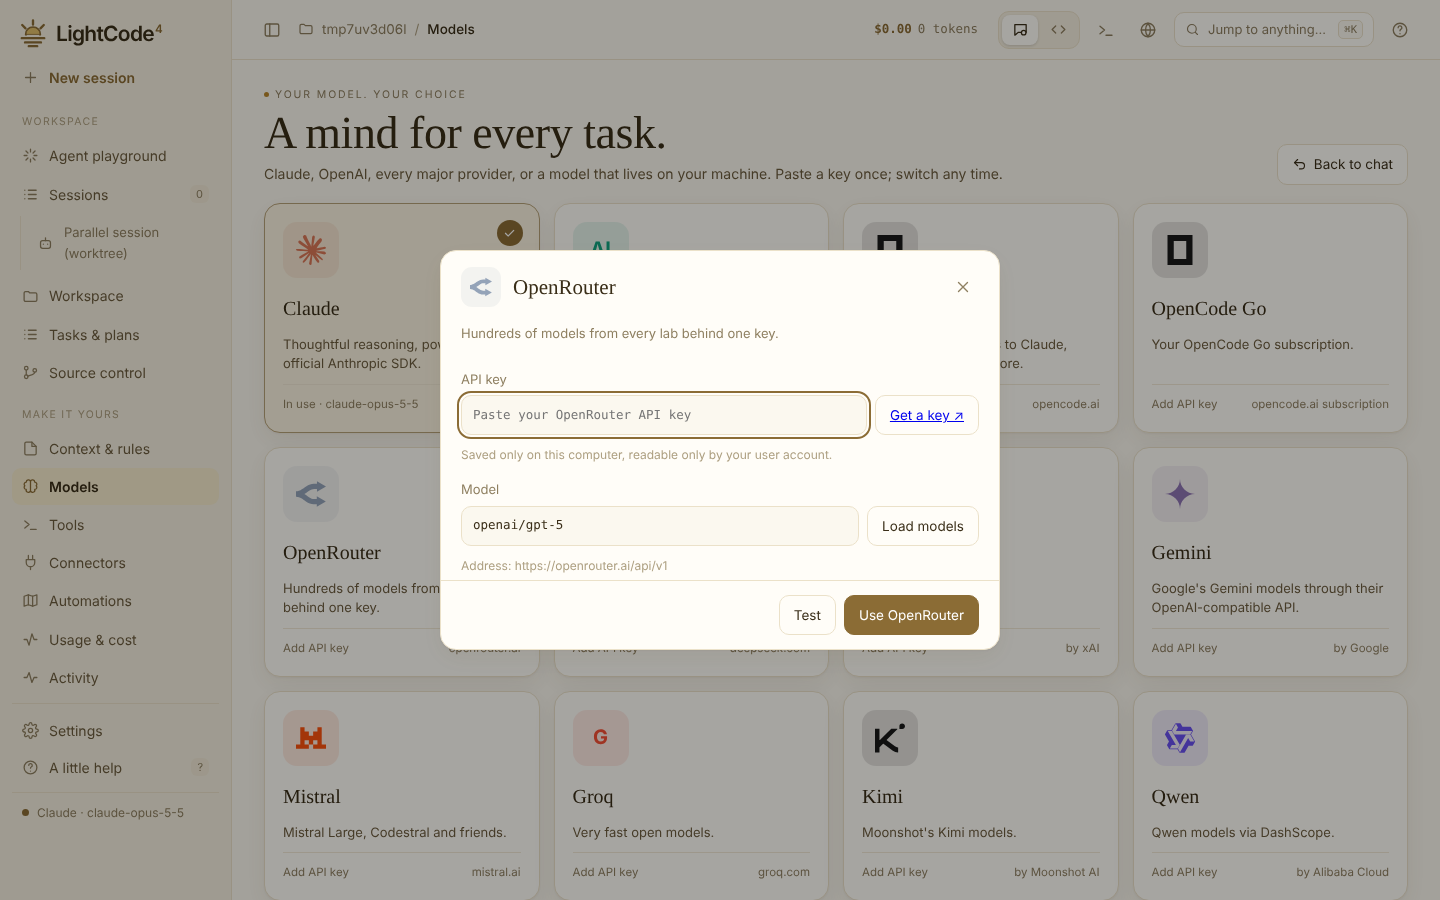 LightCode4
tmp7uv3d06l / Models
$0.00 0 tokens
Jump to anything... ⌘K
New session
WORKSPACE
Agent playground
Sessions 0
Parallel session
(worktree)
Workspace
Tasks & plans
Source control
MAKE IT YOURS
Context & rules
Models
Tools
Connectors
Automations
Usage & cost
Activity
Settings
A little help ?
Claude · claude-opus-5-5
YOUR MODEL. YOUR CHOICE
A mind for every task.
Claude, OpenAI, every major provider, or a model that lives on your machine. Paste a key once; switch any time.
Back to chat
Claude
Thoughtful reasoning,
official Anthropic SDK.
In use · claude-opus-5-5
to Claude,
opencode.ai
OpenCode Go
Your OpenCode Go subscription.
Add API key opencode.ai subscription
OpenRouter
Hundreds of models from every lab behind one key.
API key
Paste your OpenRouter API key
Get a key ↗
Saved only on this computer, readable only by your user account.
Model
openai/gpt-5
Load models
Address: https://openrouter.ai/api/v1
Test
Use OpenRouter
OpenRouter
Hundreds of models from
behind one key.
Add API key
by xAI
Gemini
Google's Gemini models through their
OpenAI-compatible API.
Add API key by Google
Mistral
Mistral Large, Codestral and friends.
Add API key mistral.ai
G
Groq
Very fast open models.
Add API key groq.com
Kimi
Moonshot's Kimi models.
Add API key by Moonshot AI
Qwen
Qwen models via DashScope.
Add API key by Alibaba Cloud